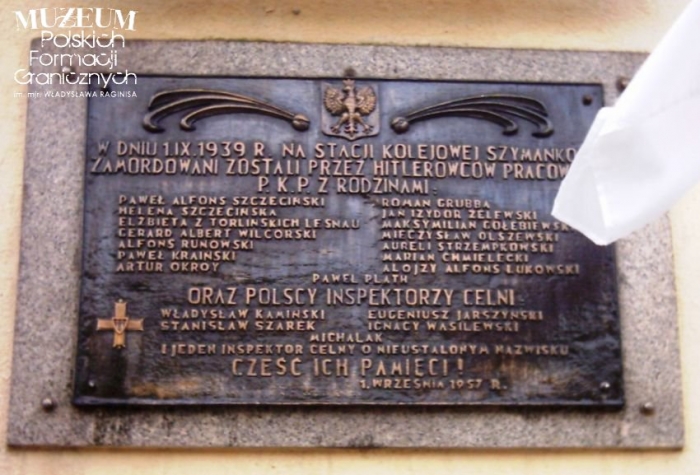 MUZEUM
Polskich
Formacji
Granicznych
im. mjr. WŁADYSŁAWA RAGINISA
W DNIU 1.IX 1939 R. NA STACJI KOLEJOWEJ
ZAMORDOWANI ZOSTALI PRZEZ HITLEROWCÓW
P.K.P. Z RODZINAMI:
PAWEŁ ALFONS SZCZECIŃSKI ROMAN GRUBBA
HELENA SZCZECIŃSKA JAN IZYDOR ZELEWSKI
ELŻBIETA Z TORLIŃSKICH LESNAU MAKSYMILIAN
GERARD ALBERT WILCORSKI MIECZYSŁAW OLSZEWSKI
ALFONS RUNOWSKI AURELI STRZEMPKOWSKI
PAWEŁ KRAIŃSKI MARIAN CHMIELECKI
ARTUR OKROY ALOJZY ALFONS ŁUKOWSKI
PAWEŁ PLATH
ORAZ POLSCY INSPEKTORZY CELNI:
WŁADYSŁAW KAMIŃSKI EUGENIUSZ JARSZYŃSKI
STANISŁAW SZAREK IGNACY WASILEWSKI
MICHALAK
I JEDEN INSPEKTOR CELNY O NIEUSTALONYM NAZWISKU
CZEŚĆ ICH PAMIĘCI!
1. WRZEŚNIA 1957 R.